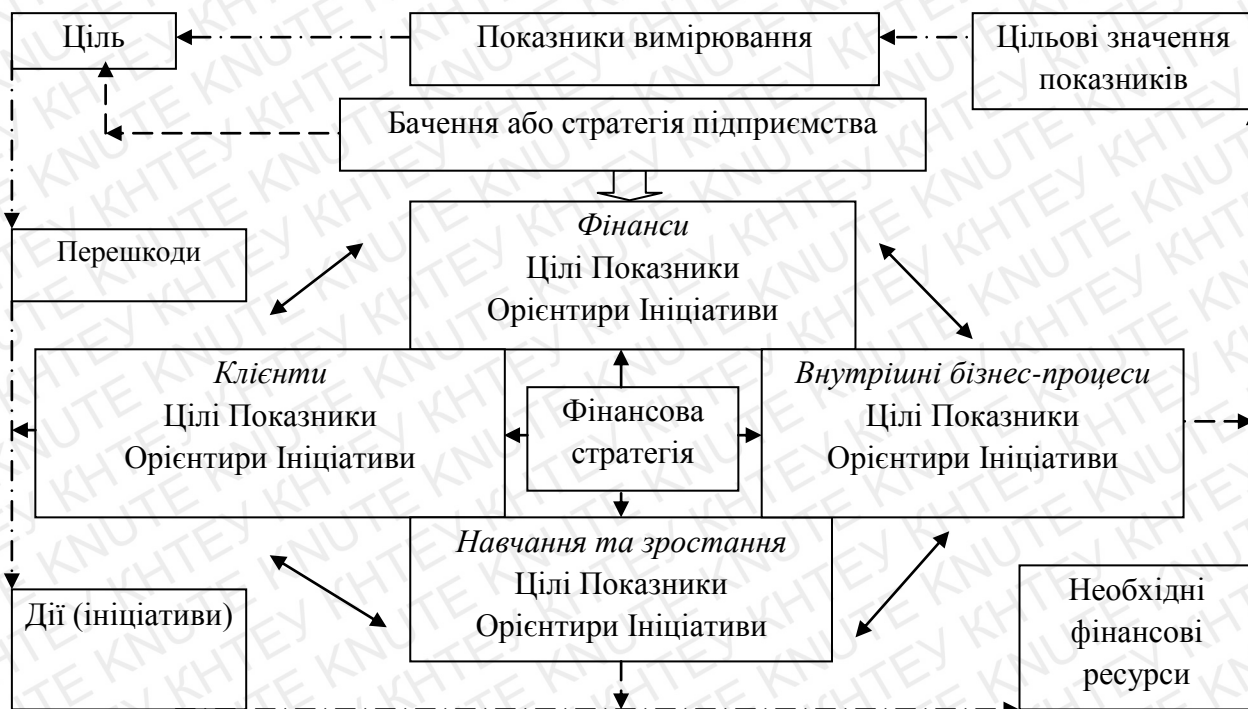 Ціль
Показники вимірювання
Цільові значення
показників
Бачення або стратегія підприємства
Фінанси
Цілі Показники
Орієнтири Ініціативи
Перешкоди
Клієнти
Цілі Показники
Орієнтири Ініціативи
Фінансова
стратегія
Внутрішні бізнес-процеси
Цілі Показники
Орієнтири Ініціативи
Навчання та зростання
Цілі Показники
Орієнтири Ініціативи
Дії (ініціативи)
Необхідні
фінансові
ресурси